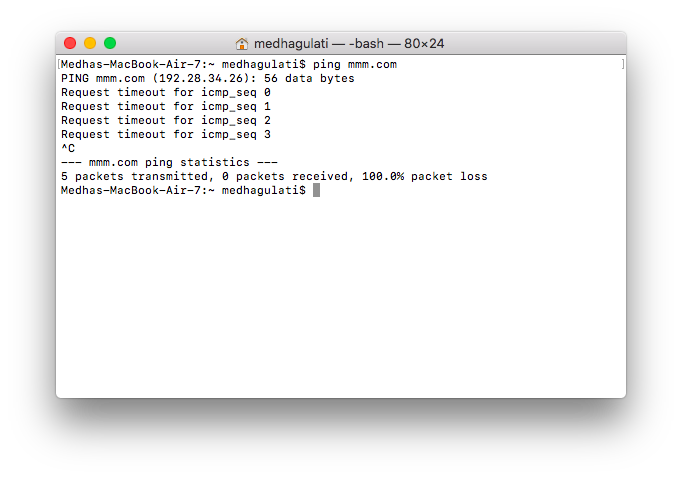 medhagulati — -bash — 80×24
[Medhas-MacBook-Air-7:~ medhagulati$ ping mmm.com ]
PING mmm.com (192.28.34.26): 56 data bytes
Request timeout for icmp_seq 0
Request timeout for icmp_seq 1
Request timeout for icmp_seq 2
Request timeout for icmp_seq 3
^C
--- mmm.com ping statistics ---
5 packets transmitted, 0 packets received, 100.0% packet loss
Medhas-MacBook-Air-7:~ medhagulati$